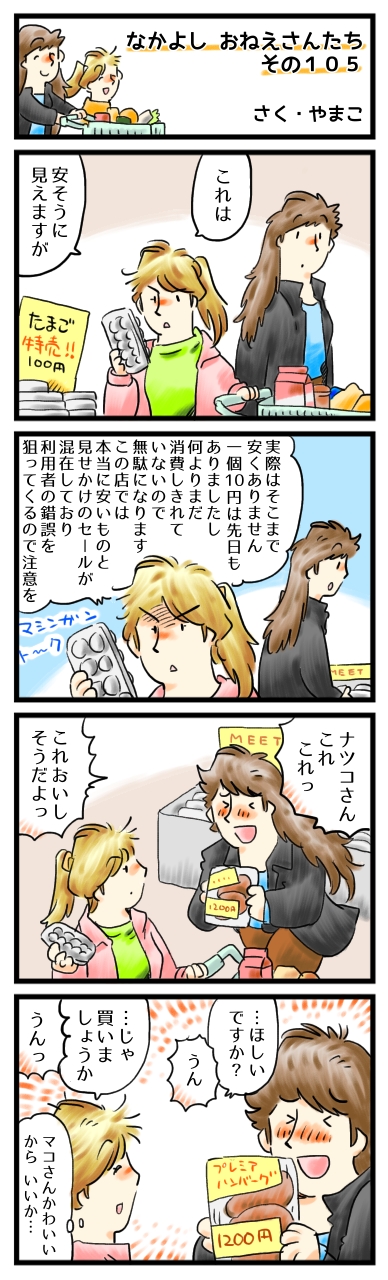 なかよし おねえさんたち
その１０５
さく・やまこ
これは
安そうに
見えますが
たまご
特売!!
100円
実際はそこまで
安くありません
一個10円は先日も
ありましたし
何よりまだ
消費しきれて
いないので
無駄になります
この店では
本当に安いものと
見せかけのセールが
混在しており
利用者の錯誤を
狙ってくるので注意を
マシンガン
ト〜ク
MEET
ナツコさん
これ
これっ
MEET
これおいし
そうだよっ
1200円
…ほしい
ですか？
うん
…じゃ
買いま
しょうか
うんっ
プレミア
ハンバーグ
1200円
マコさんかわいい
から いいか…